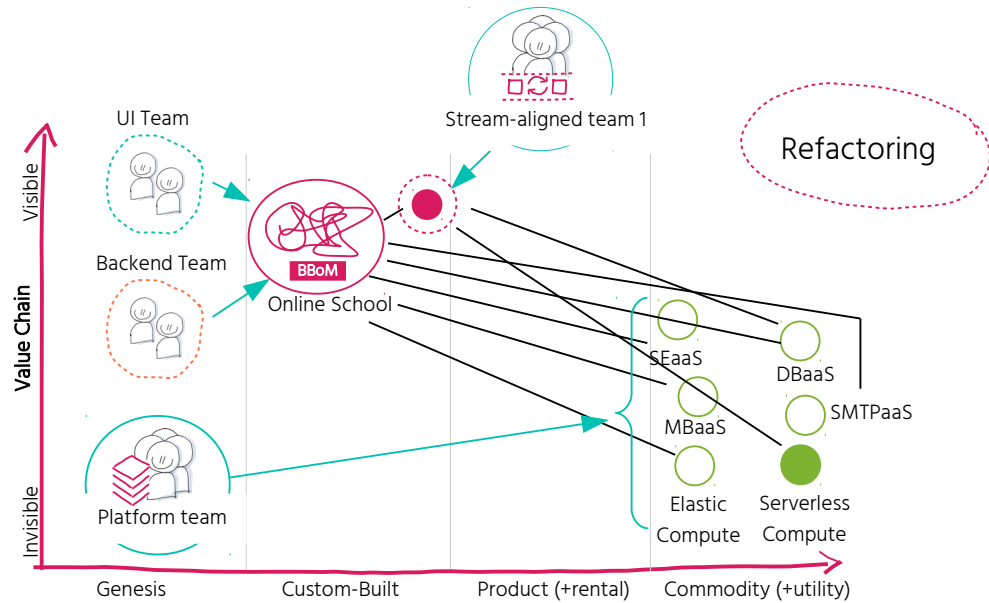 UI Team
Stream-aligned team 1
Refactoring
Visible
Value Chain
Invisible
Backend Team
BBoM
Online School
SEaaS
DBaaS
MBaaS
SMTPaaS
Platform team
Elastic
Compute
Serverless
Compute
Genesis
Custom-Built
Product (+rental)
Commodity (+utility)